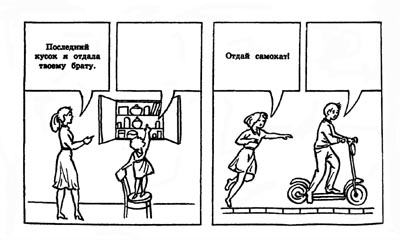 Последний
кусок я отдала
твоему брату.
Отдай самокат!